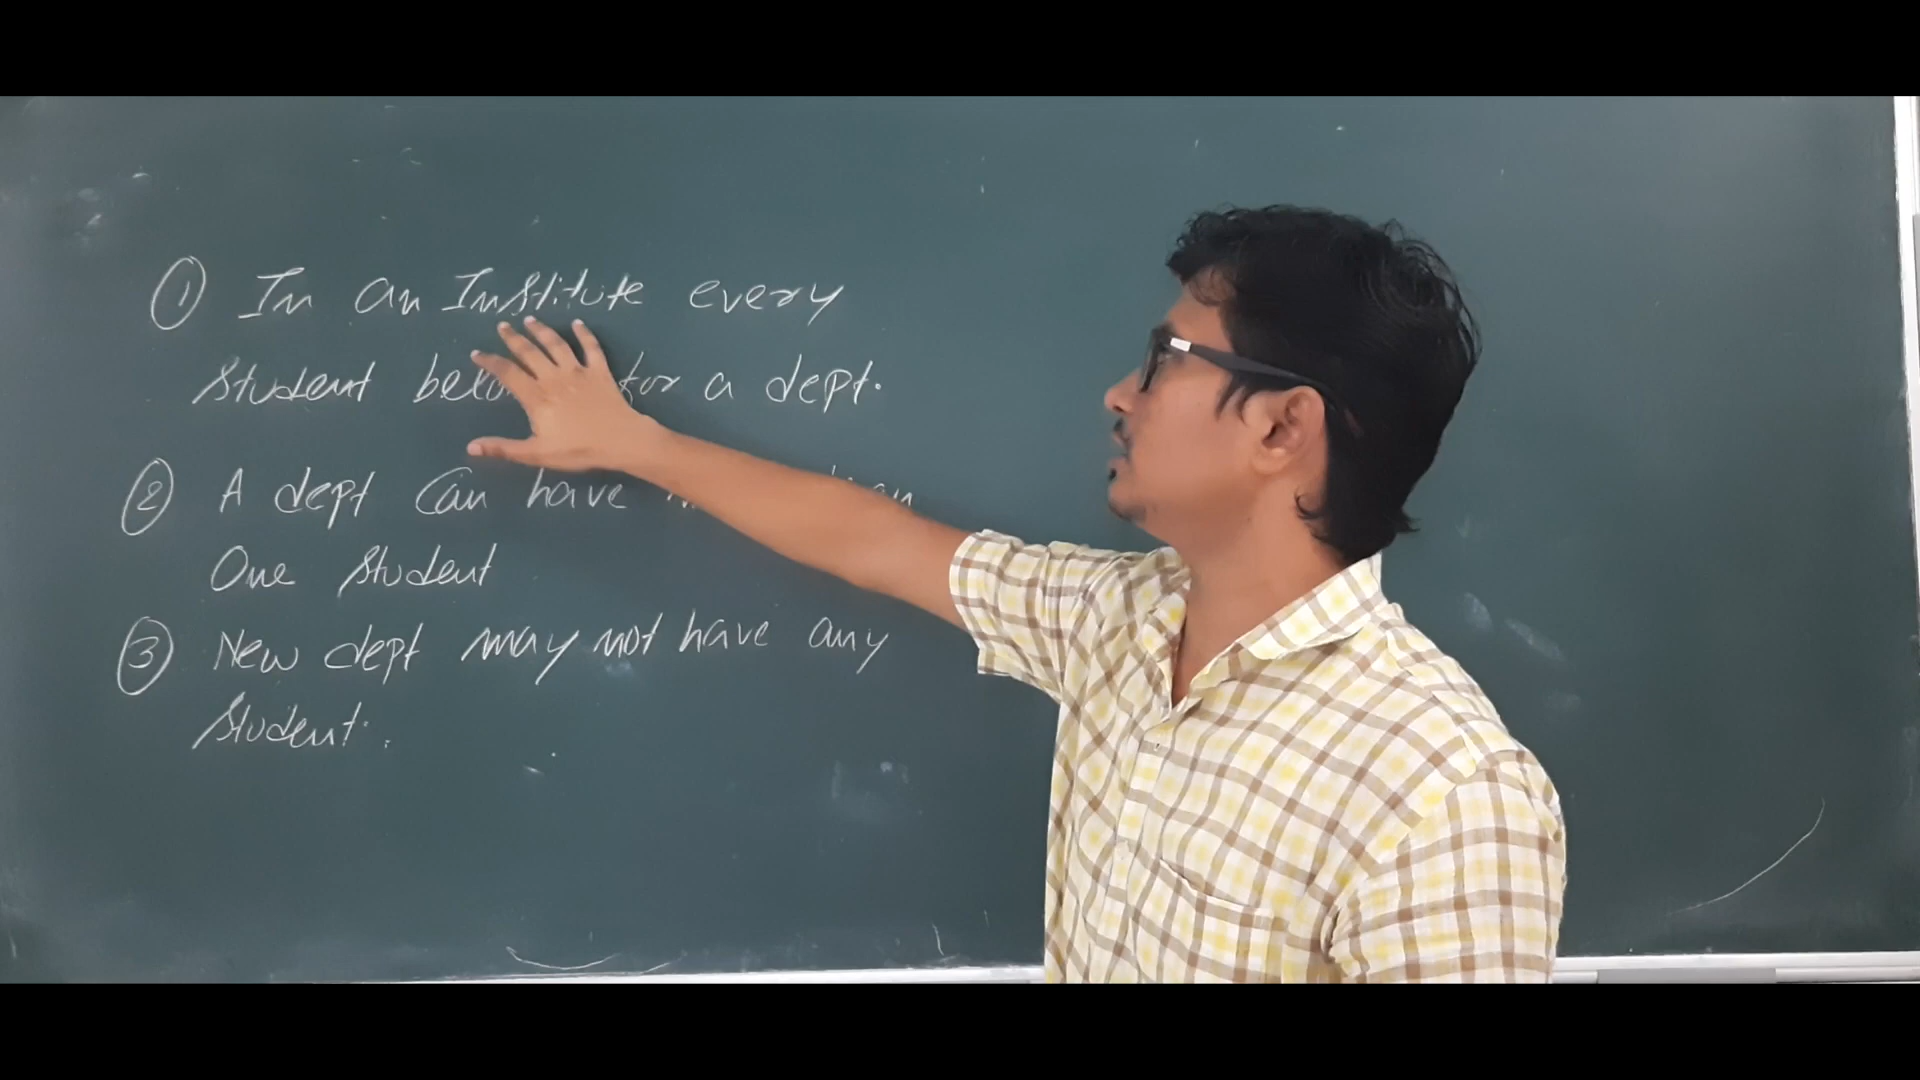 ① In an Institute every
Student for a dept.
② A dept Can have
One Student
③ New dept may not have any
Student.